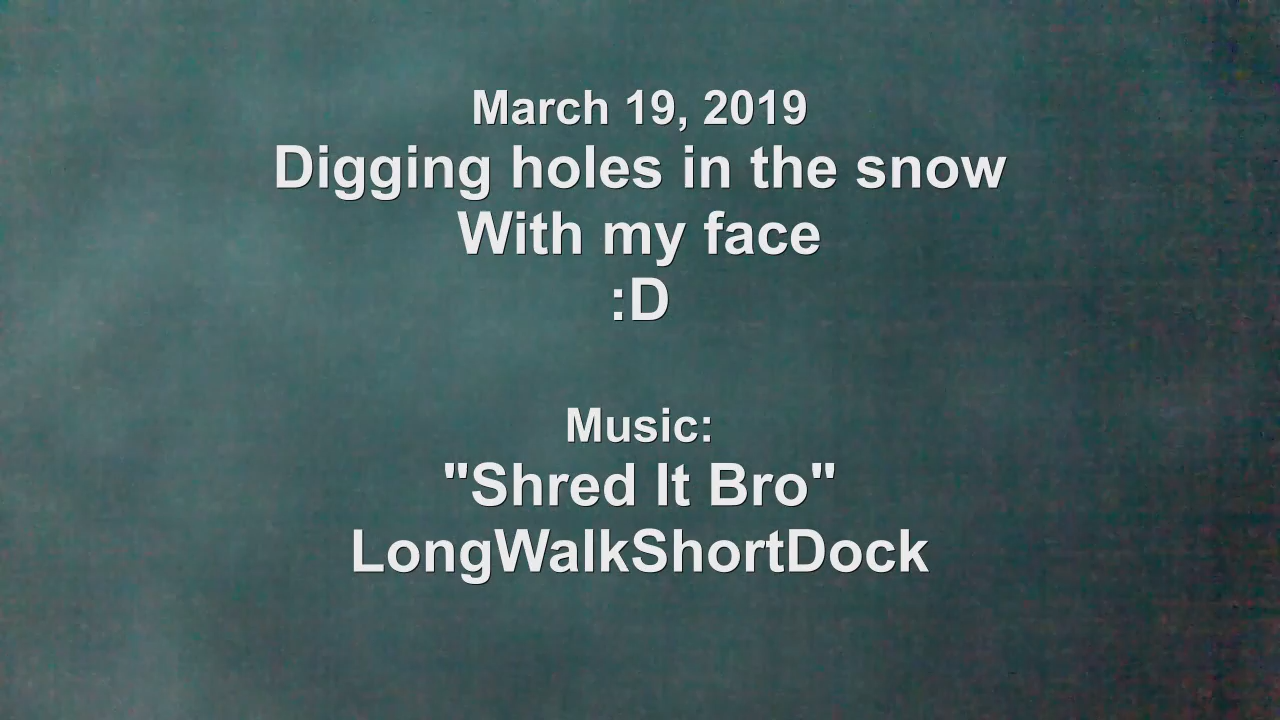 March 19, 2019
Digging holes in the snow
With my face
:D
Music:
"Shred It Bro"
LongWalkShortDock